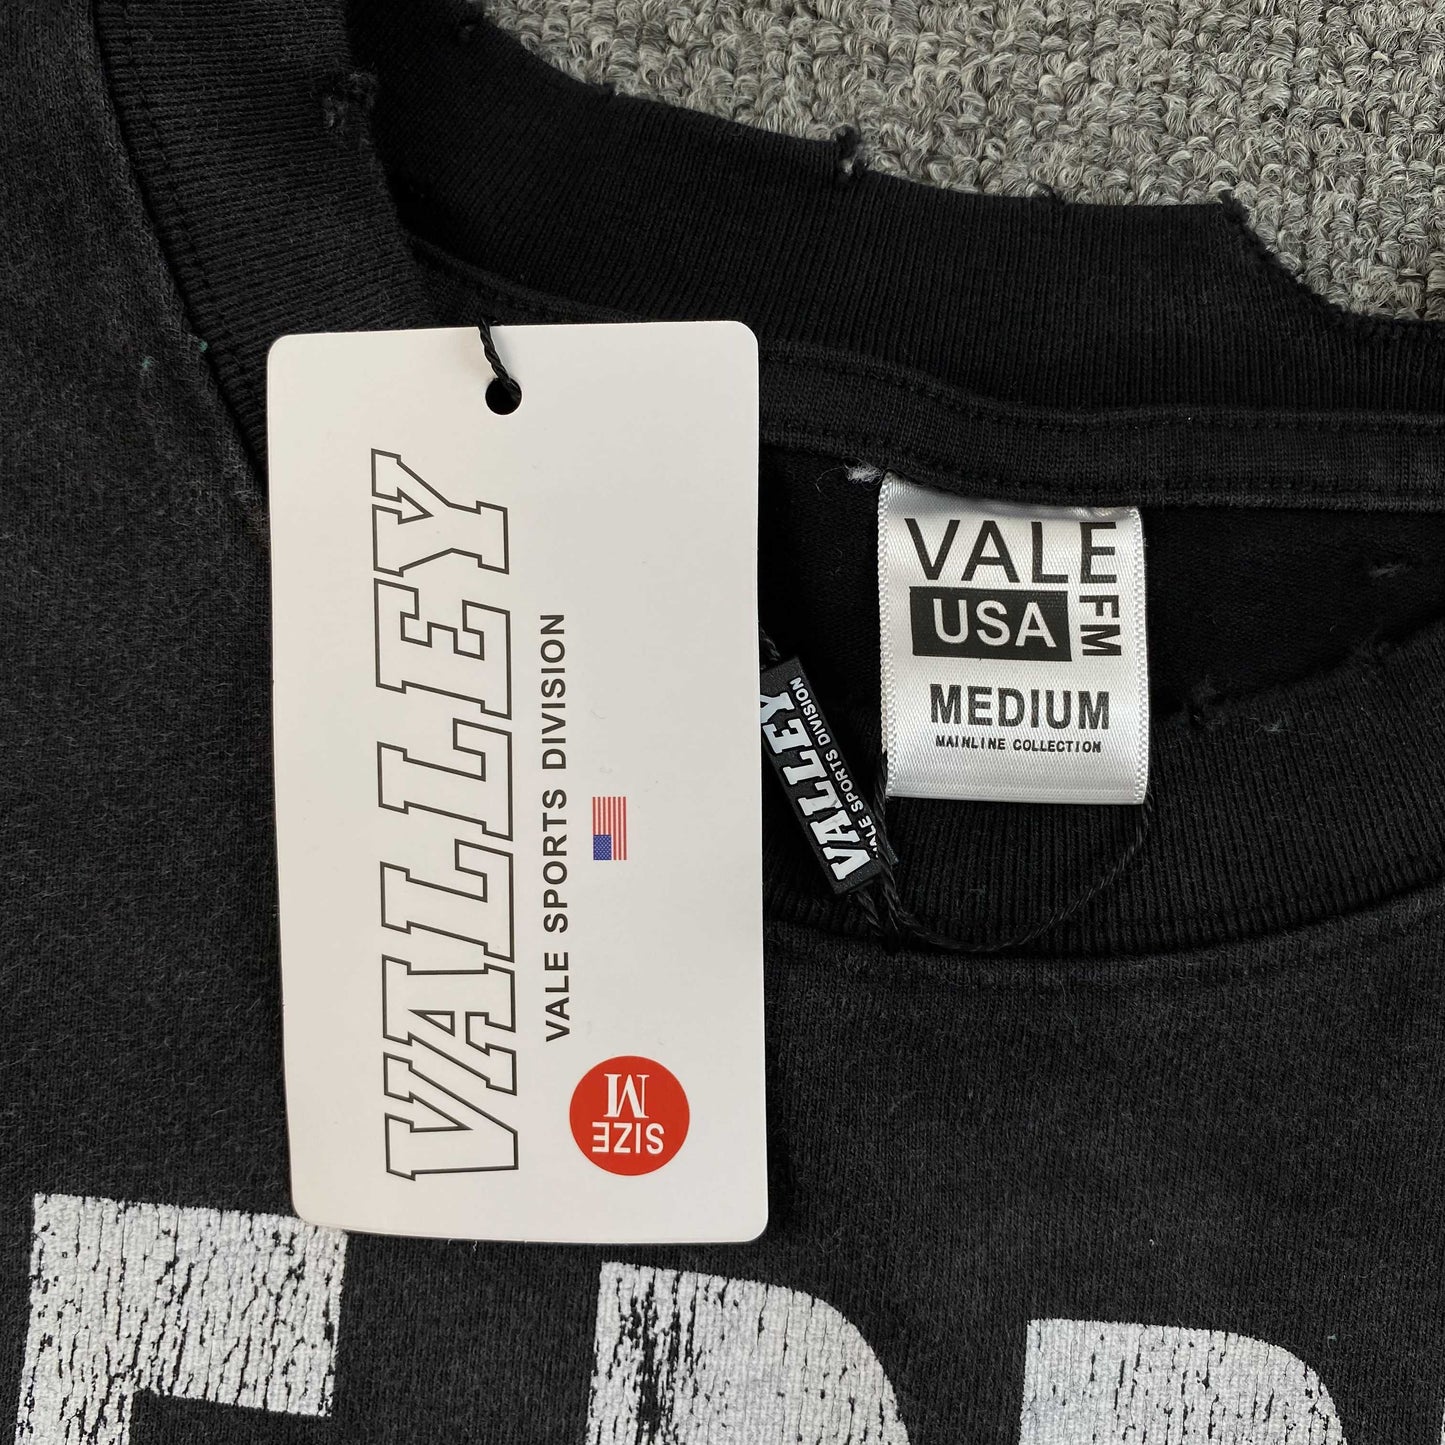 VALLEY
VALE SPORTS DIVISION
SIZE
M
VALLEY
VALE SPORTS DIVISION
VALE FM
USA
MEDIUM
MAINLINE COLLECTION